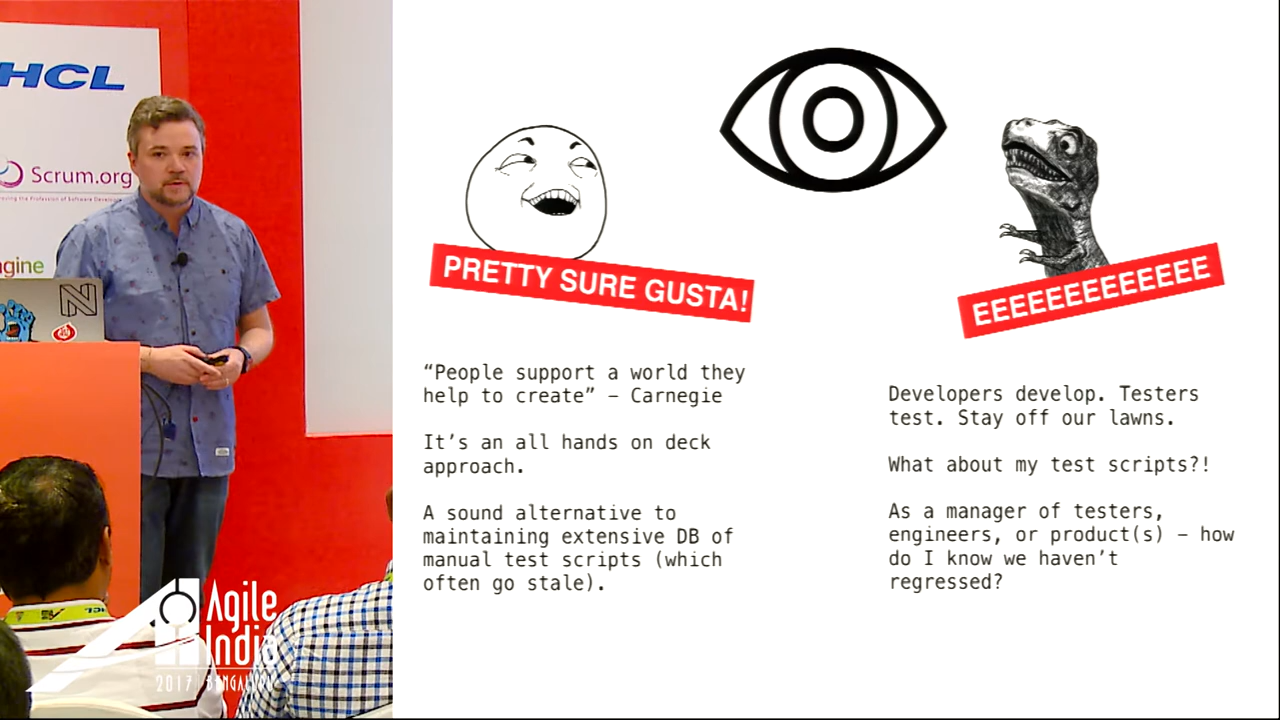 HCL
Scrum.org
gine
N
PRETTY SURE GUSTA!
EEEEEEEEEEEEE
“People support a world they
help to create” – Carnegie
It’s an all hands on deck
approach.
A sound alternative to
maintaining extensive DB of
manual test scripts (which
often go stale).
Developers develop. Testers
test. Stay off our lawns.
What about my test scripts?!
As a manager of testers,
engineers, or product(s) – how
do I know we haven’t
regressed?
Agile
India
2017 BENGALURU